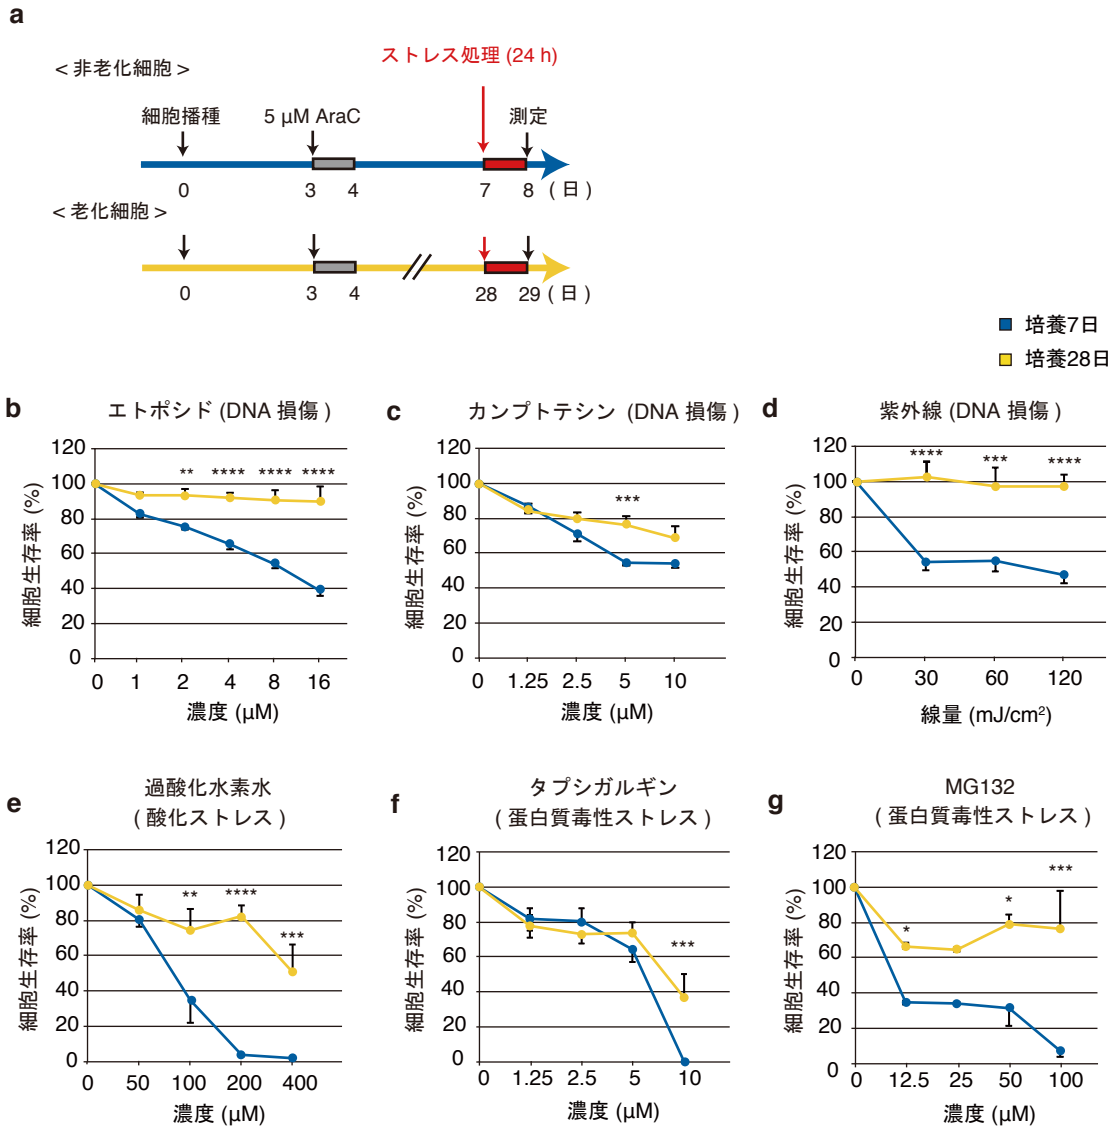 a
ストレス処理 (24 h)
< 非老化細胞 >
細胞播種 5 µM AraC 測定
0 3 4 7 8 ( 日 )
< 老化細胞 >
0 3 4 28 29 ( 日 )
培養7日
培養28日
b エトポシド (DNA 損傷 )
細胞生存率 (%)
120
100
80
60
40
20
0
** **** **** ****
0 1 2 4 8 16
濃度 (µM)
c カンプトテシン (DNA 損傷 )
細胞生存率 (%)
120
100
80
60
40
20
0
***
0 1.25 2.5 5 10
濃度 (µM)
d 紫外線 (DNA 損傷 )
細胞生存率 (%)
120
100
80
60
40
20
0
**** *** ****
0 30 60 120
線量 (mJ/cm²)
e 過酸化水素水
( 酸化ストレス )
細胞生存率 (%)
120
100
80
60
40
20
0
** **** ***
0 50 100 200 400
濃度 (µM)
f タプシガルギン
( 蛋白質毒性ストレス )
細胞生存率 (%)
120
100
80
60
40
20
0
***
0 1.25 2.5 5 10
濃度 (µM)
g MG132
( 蛋白質毒性ストレス )
細胞生存率 (%)
120
100
80
60
40
20
0
* * ***
0 12.5 25 50 100
濃度 (µM)